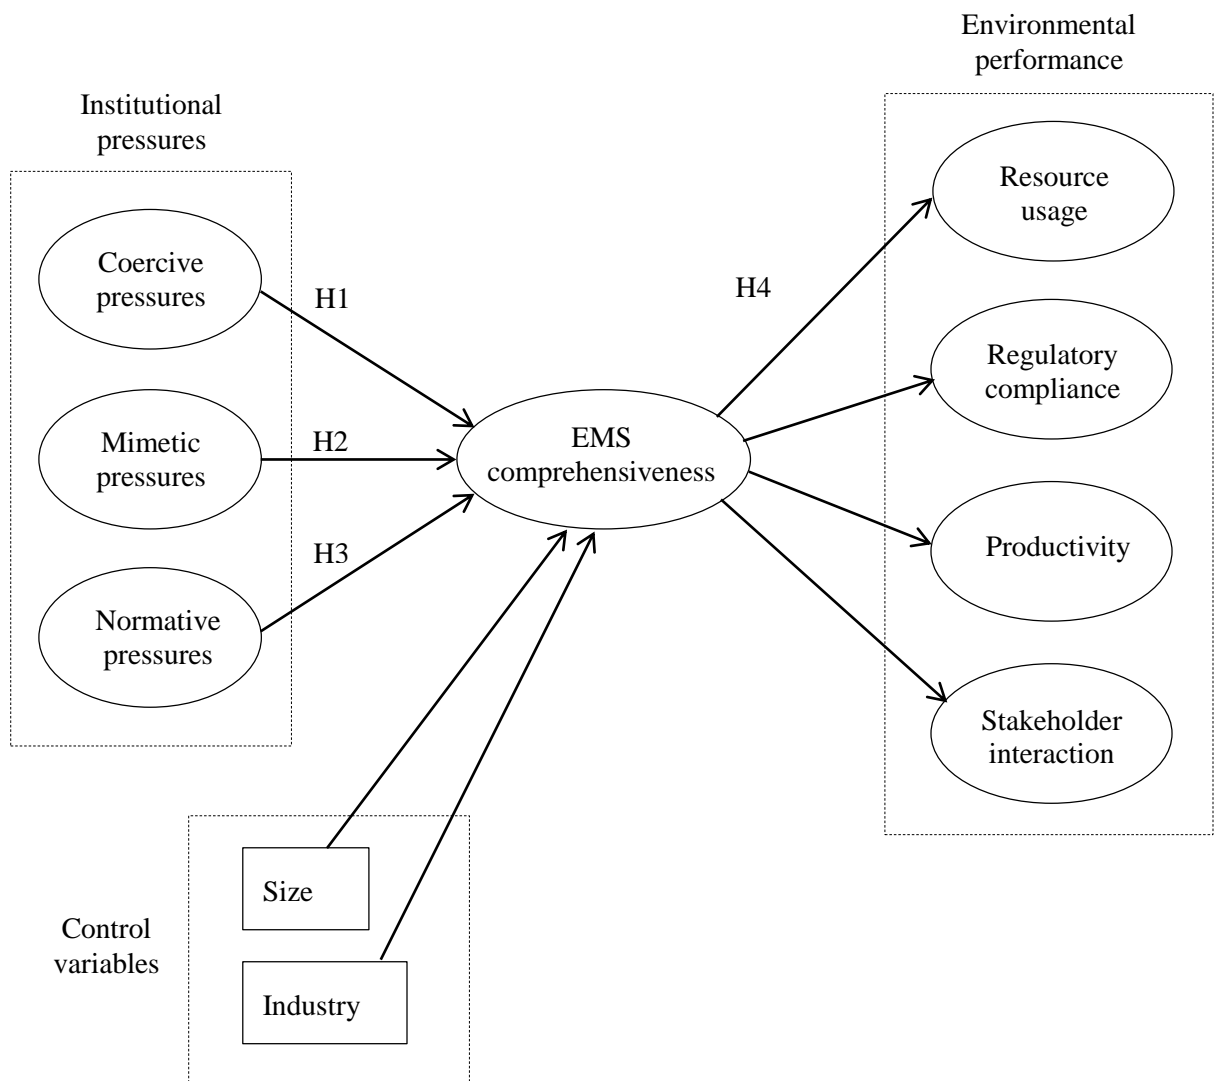 Environmental
performance
Institutional
pressures
Coercive
pressures
Mimetic
pressures
Normative
pressures
H1
H2
H3
EMS
comprehensiveness
H4
Resource
usage
Regulatory
compliance
Productivity
Stakeholder
interaction
Control
variables
Size
Industry